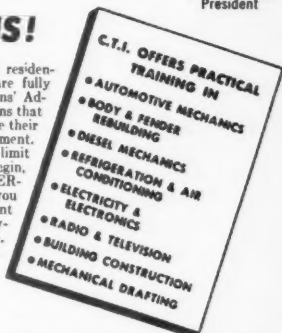 President
S!
residen-
are fully
ns' Ad-
ns that
e their
ment.
limit
egin,
ER-
you
nt
y-
C.T.I. OFFERS PRACTICAL
TRAINING IN
• AUTOMOTIVE MECHANICS
• BODY & FENDER
REBUILDING
• DIESEL MECHANICS
• REFRIGERATION & AIR
CONDITIONING
• ELECTRICITY &
ELECTRONICS
• RADIO & TELEVISION
• BUILDING CONSTRUCTION
• MECHANICAL DRAFTING